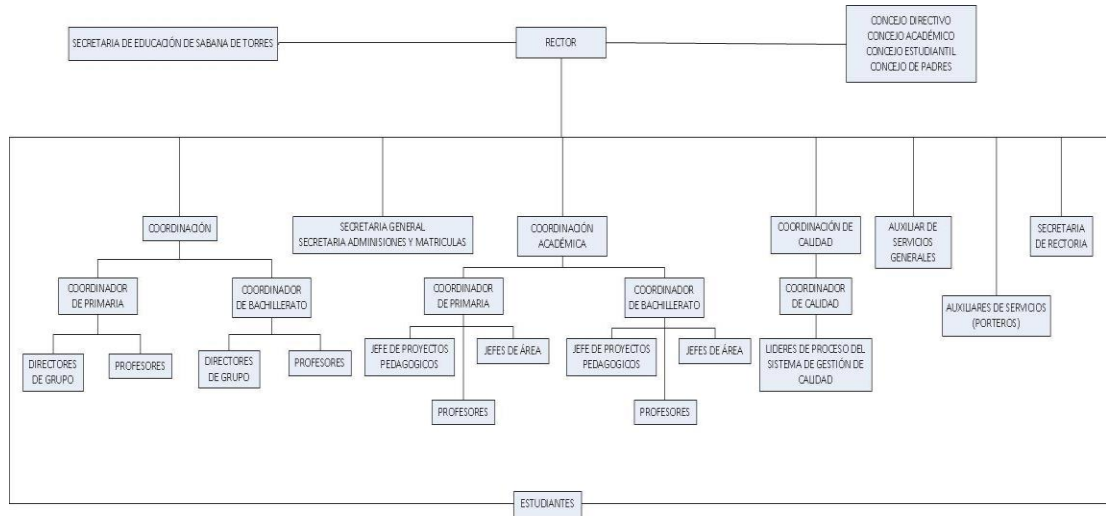 SECRETARIA DE EDUCACIÓN DE SABANA DE TORRES
RECTOR
CONCEJO DIRECTIVO
CONCEJO ACADÉMICO
CONCEJO ESTUDIANTIL
CONCEJO DE PADRES
COORDINACIÓN
SECRETARIA GENERAL
SECRETARIA ADMINISIONES Y MATRICULAS
COORDINACIÓN
ACADÉMICA
COORDINACIÓN DE
CALIDAD
AUXILIAR DE
SERVICIOS
GENERALES
SECRETARIA
DE RECTORIA
COORDINADOR
DE PRIMARIA
COORDINADOR
DE BACHILLERATO
COORDINADOR
DE PRIMARIA
COORDINADOR
DE BACHILLERATO
COORDINADOR
DE CALIDAD
AUXILIARES DE SERVICIOS
(PORTEROS)
DIRECTORES
DE GRUPO
PROFESORES
DIRECTORES
DE GRUPO
PROFESORES
JEFE DE PROYECTOS
PEDAGOGICOS
JEFES DE ÁREA
JEFE DE PROYECTOS
PEDAGOGICOS
JEFES DE ÁREA
LIDERES DE PROCESO DEL
SISTEMA DE GESTIÓN DE
CALIDAD
PROFESORES
PROFESORES
ESTUDIANTES